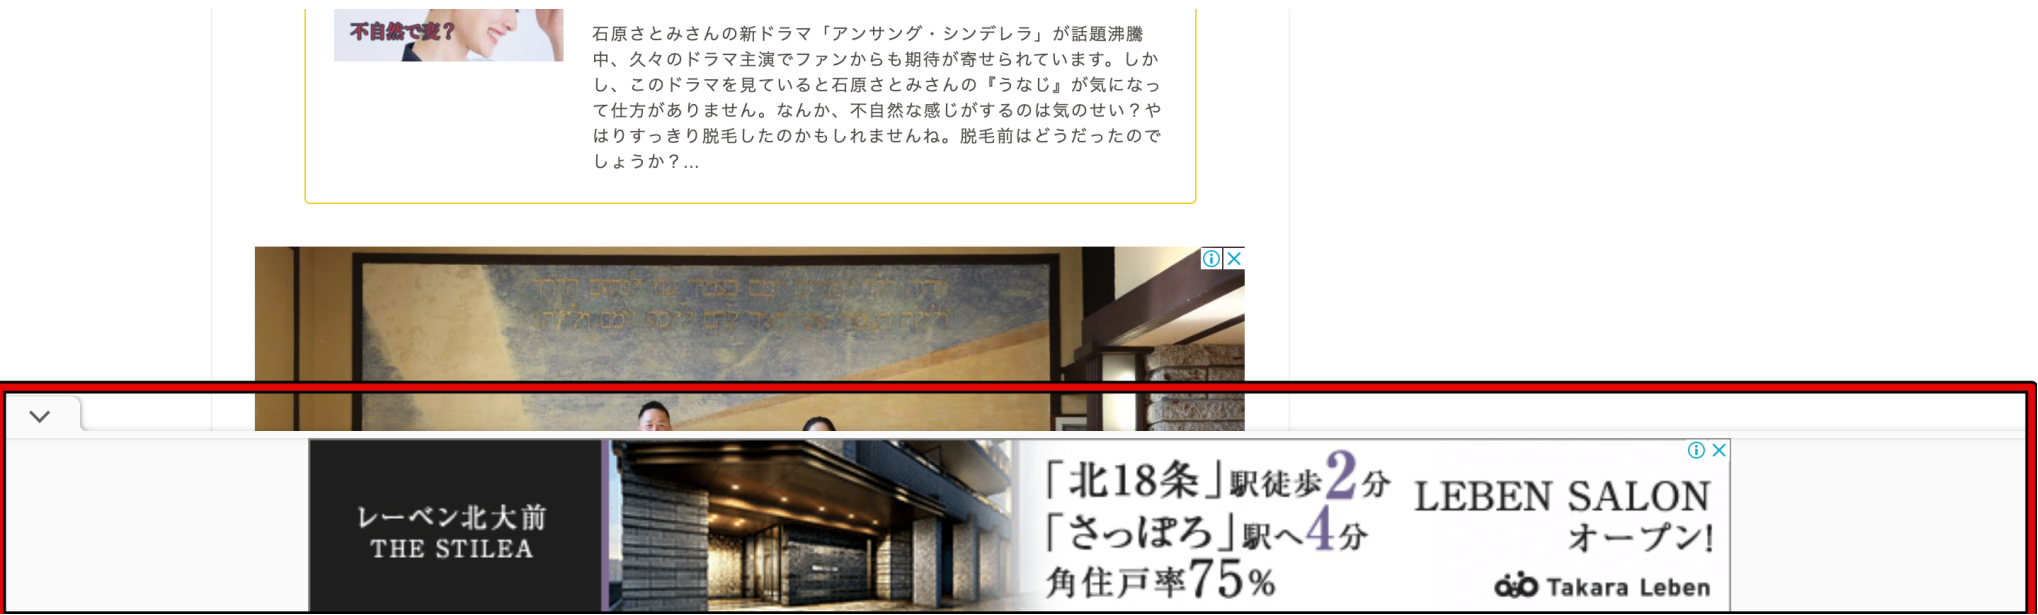 不自然で変?
石原さとみさんの新ドラマ「アンサング・シンデレラ」が話題沸騰
中、久々のドラマ主演でファンからも期待が寄せられています。しか
し、このドラマを見ていると石原さとみさんの『うなじ』が気になっ
て仕方がありません。なんか、不自然な感じがするのは気のせい？や
はりすっきり脱毛したのかもしれませんね。脱毛前はどうだったので
しょうか？...
レーベン北大前
THE STILEA
「北18条」駅徒歩2分
「さっぽろ」駅へ4分
角住戸率75%
LEBEN SALON
オープン!
Takara Leben